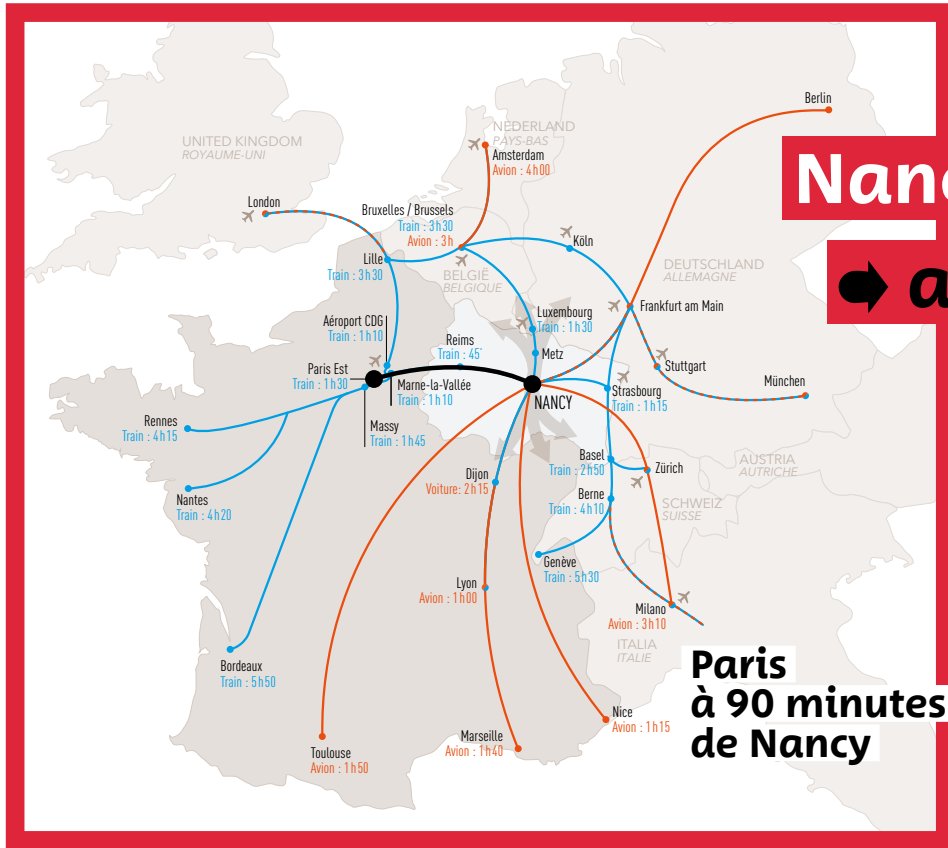 Berlin
NEDERLAND
PAYS-BAS
UNITED KINGDOM
ROYAUME-UNI
Amsterdam
Avion : 4h00
Nanc
London
Bruxelles / Brussels
Train : 3h30
Avion : 3h
Köln
Lille
Train : 3h30
BELGIË
BELGIQUE
DEUTSCHLAND
ALLEMAGNE
a
Frankfurt am Main
Luxembourg
Train : 1h30
Aéroport CDG
Train : 1h10
Reims
Train : 45'
Metz
Paris Est
Train : 1h30
Stuttgart
München
Marne-la-Vallée
Train : 1h10
Strasbourg
Train : 1h15
NANCY
Rennes
Train : 4h15
Massy
Train : 1h45
Basel
Train : 2h50
Zürich
AUSTRIA
AUTRICHE
Dijon
Voiture: 2h15
Nantes
Train : 4h20
Berne
Train : 4h10
SCHWEIZ
SUISSE
Genève
Train : 5h30
Lyon
Avion : 1h00
Milano
Avion : 3h10
ITALIA
ITALIE
Bordeaux
Train : 5h50
Paris
à 90 minutes
de Nancy
Nice
Avion : 1h15
Marseille
Avion : 1h40
Toulouse
Avion : 1h50